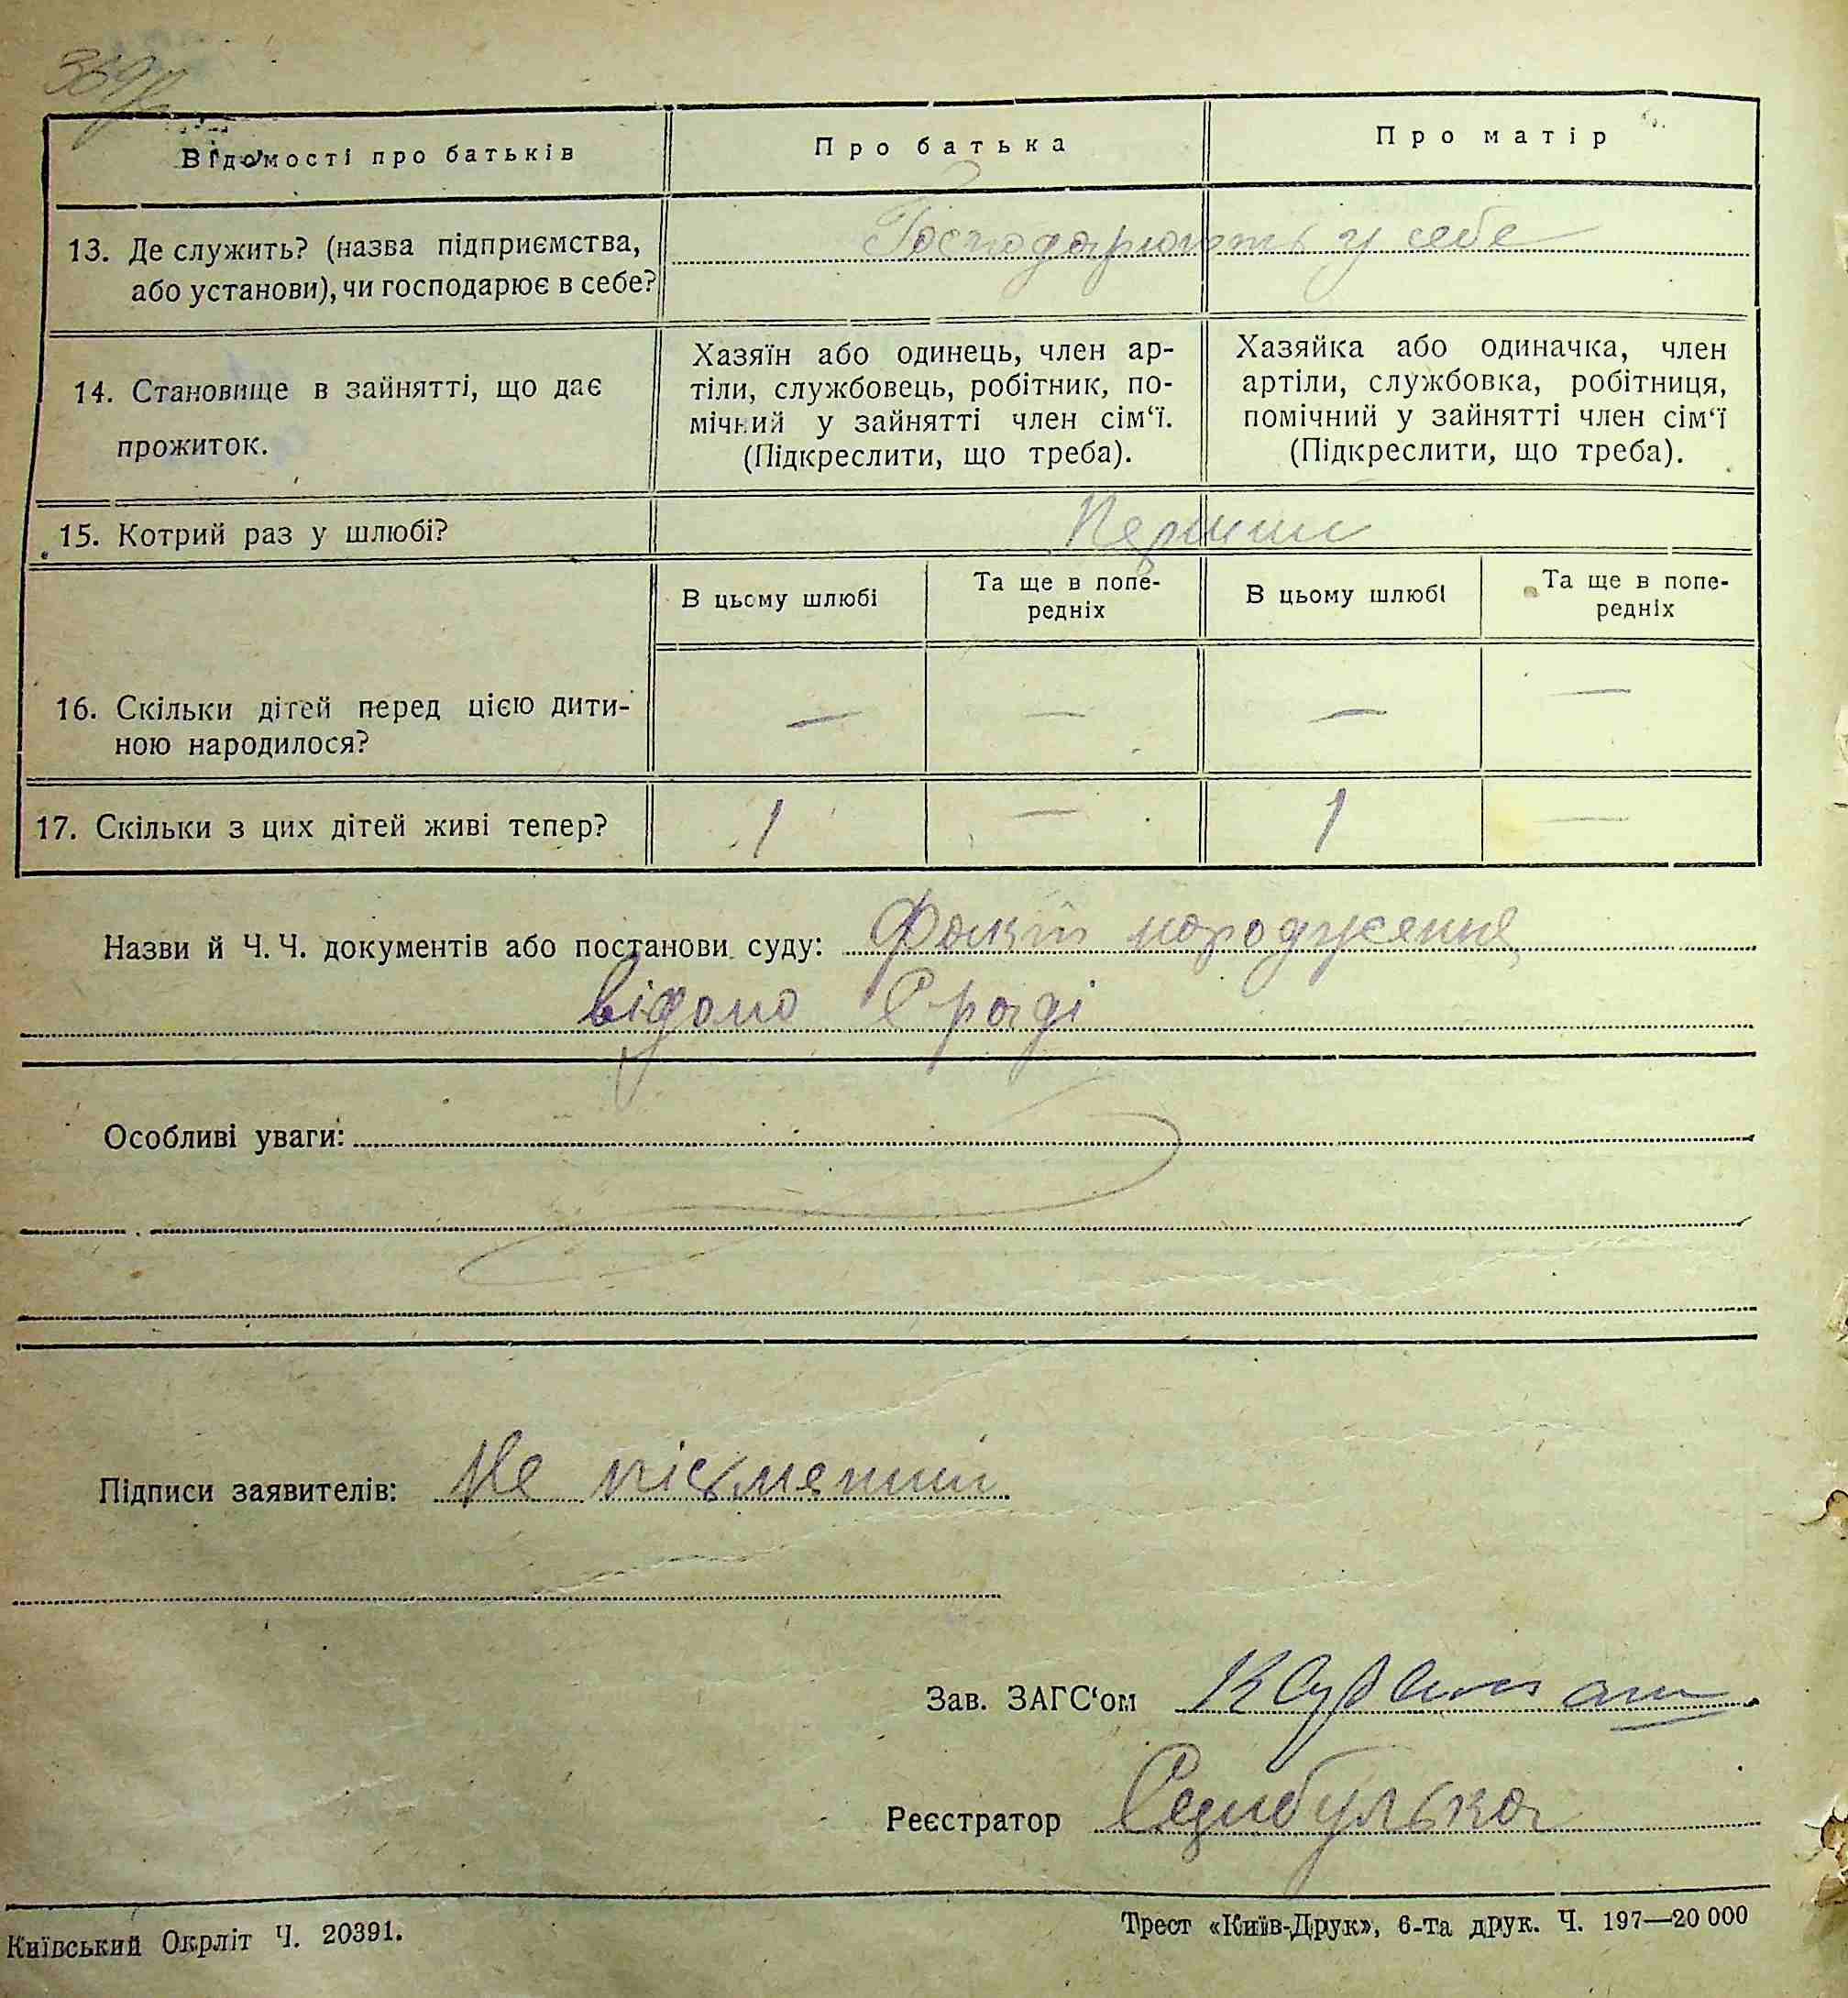 Відомості про батьків
Про батька
Про матір
13. Де служить? (назва підприємства,
або установи), чи господарює в себе?
Господарюють у себе
14. Становище в зайнятті, що дає
прожиток.
Хазяїн або одинець, член ар-
тіли, службовець, робітник, по-
мічний у зайнятті член сім‘ї.
(Підкреслити, що треба).
Хазяйка або одиначка, член
артіли, службовка, робітниця,
помічний у зайнятті член сім‘ї
(Підкреслити, що треба).
15. Котрий раз у шлюбі?
В цьому шлюбі
Та ще в попе-
редніх
В цьому шлюбі
Та ще в попе-
редніх
16. Скільки дітей перед цією дити-
ною народилося?
— — — —
17. Скільки з цих дітей живі тепер?
1 — 1 —
Назви й Ч. Ч. документів або постанови суду: Факт народження
відомо С раді
Особливі уваги:
Підписи заявителів: Не писменний
Зав. ЗАГС‘ом
Реєстратор
Київський Окрліт Ч. 20391.
Трест «Київ-Друк», 6-та друк. Ч. 197—20 000